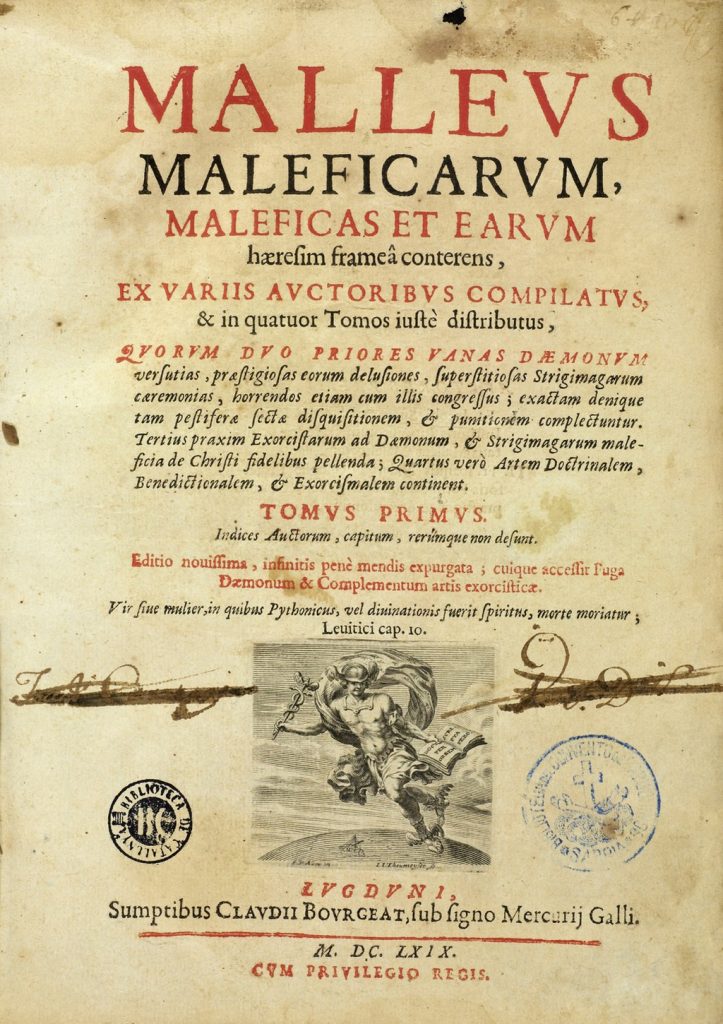 MALLEVS
MALEFICARVM,
MALEFICAS ET EARVM
hæresim frameâ conterens,
EX VARIIS AVCTORIBVS COMPILATVS,
& in quatuor Tomos iustè distributus,
QVORVM DVO PRIORES VANAS DÆMONVM
versutias, præstigiosas eorum delusiones, superstitiosas Strigimagarum
cæremonias, horrendos etiam cum illis congressus; exactam denique
tam pestiferæ sectæ disquisitionem, & punitionem complectuntur.
Tertius praxim Exorcistarum ad Dæmonum, & Strigimagarum male-
ficia de Christi fidelibus pellenda; Quartus verò Artem Doctrinalem,
Benedictionalem, & Exorcismalem continent.
TOMVS PRIMVS.
Indices Auctorum, capitum, rerúmque non desunt.
Editio nouissima, infinitis penè mendis expurgata; cuique accessit Fuga
Dæmonum & Complementum artis exorcisticæ.
Vir siue mulier, in quibus Pythonicus, vel diuinationis fuerit spiritus, morte moriatur;
Leuitici cap. 10.
BIBLIOTECA DE CATALUNYA
BC
LVGDVNI,
Sumptibus CLAVDII BOVRGEAT, sub signo Mercurij Galli.
M. DC. LXIX.
CVM PRIVILEGIO REGIS.